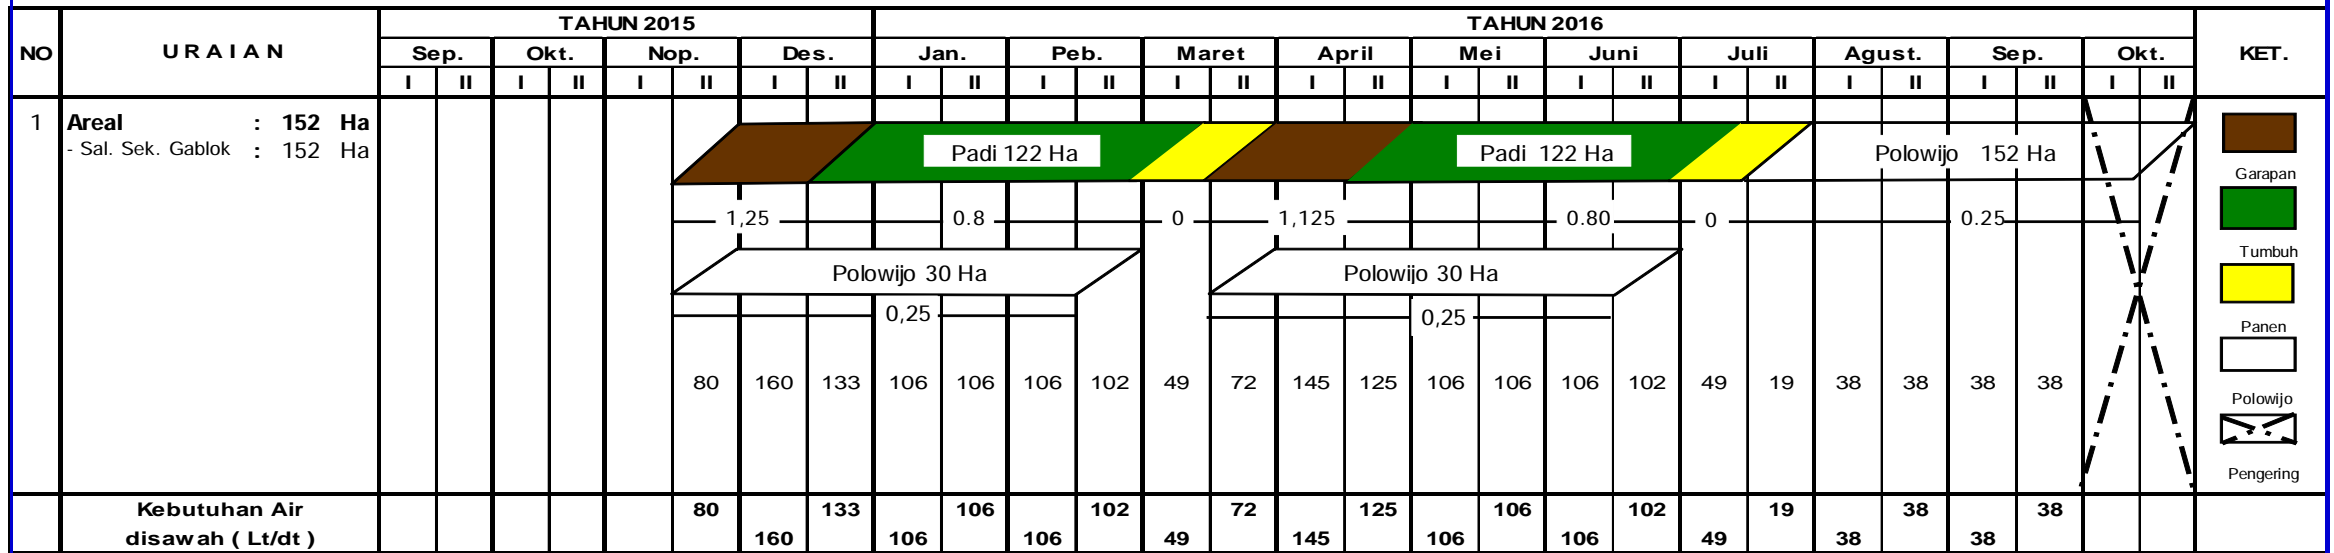 NO URAIAN TAHUN 2015 TAHUN 2016 KET.
Sep. Okt. Nop. Des. Jan. Peb. Maret April Mei Juni Juli Agust. Sep. Okt.
I II I II I II I II I II I II I II I II I II I II I II I II I II I II
1 Areal : 152 Ha
- Sal. Sek. Gablok : 152 Ha
Padi 122 Ha Padi 122 Ha Polowijo 152 Ha
Garapan
1,25 0.8 0 1,125 0.80 0 0.25
Tumbuh
Polowijo 30 Ha Polowijo 30 Ha
0,25 0,25
Panen
80 160 133 106 106 106 102 49 72 145 125 106 106 106 102 49 19 38 38 38 38
Polowijo
Pengering
Kebutuhan Air 80 133 106 102 72 125 106 102 19 38 38
disawah ( Lt/dt ) 160 106 106 49 145 106 106 49 38 38